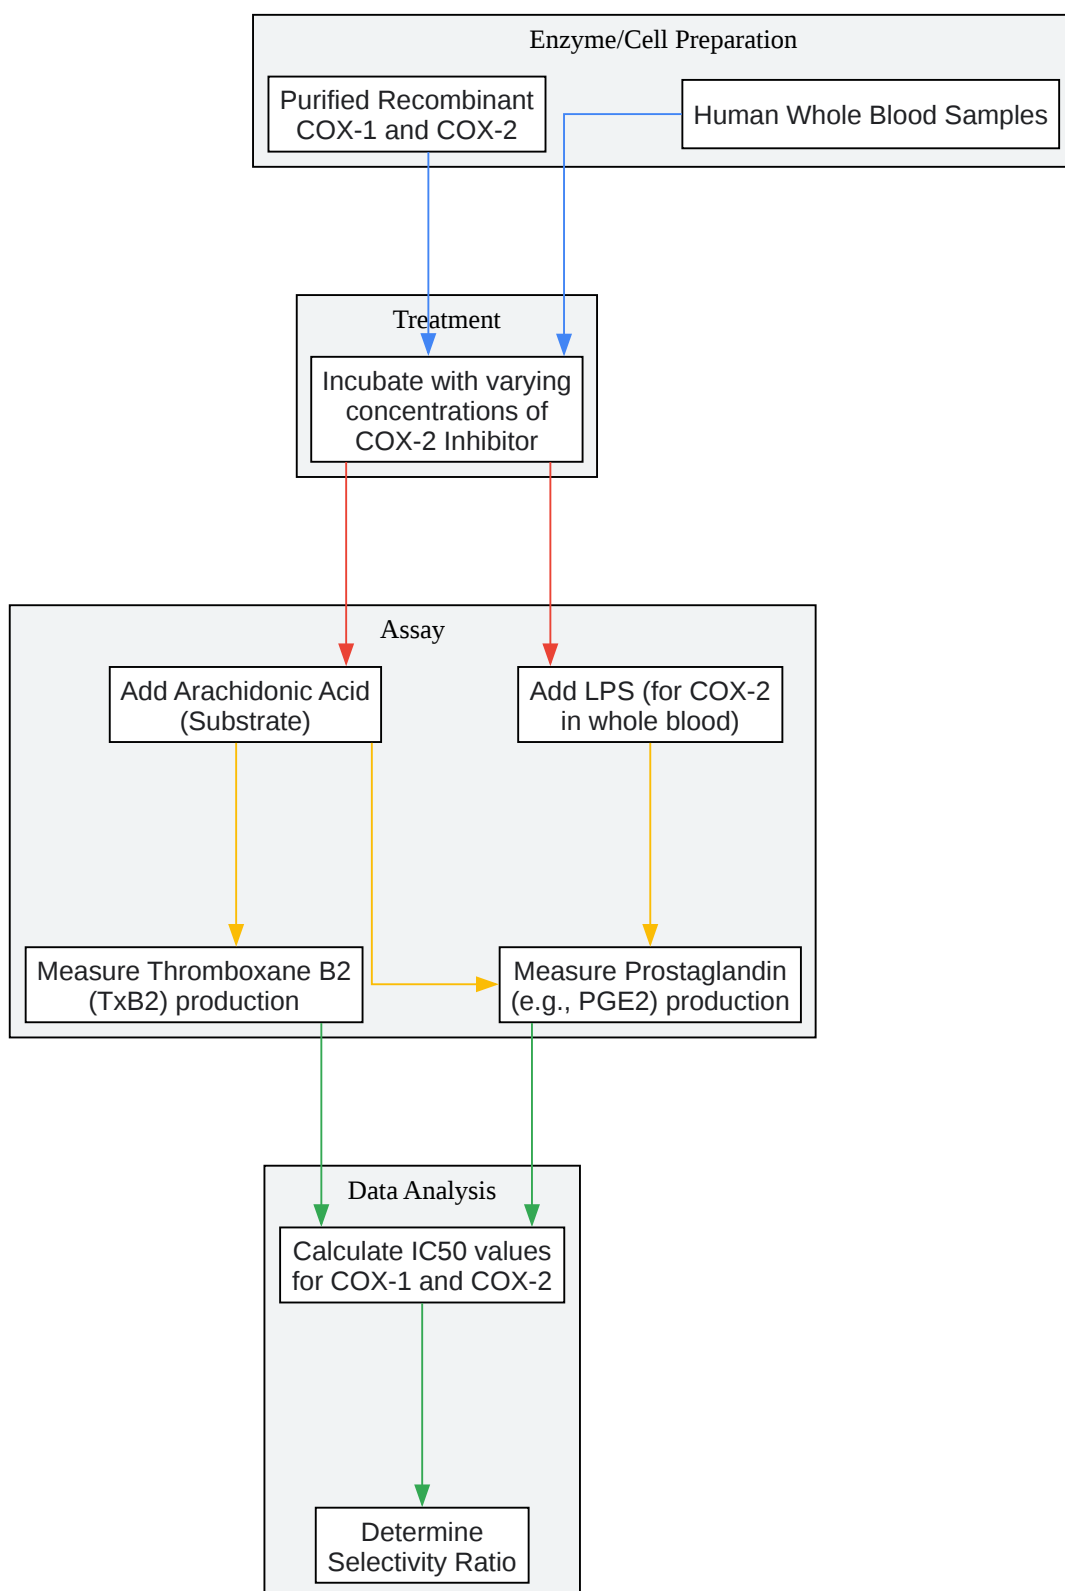 Enzyme/Cell Preparation
Purified Recombinant
COX-1 and COX-2
Human Whole Blood Samples
Treatment
Incubate with varying
concentrations of
COX-2 Inhibitor
Assay
Add Arachidonic Acid
(Substrate)
Add LPS (for COX-2
in whole blood)
Measure Thromboxane B2
(TxB2) production
Measure Prostaglandin
(e.g., PGE2) production
Data Analysis
Calculate IC50 values
for COX-1 and COX-2
Determine
Selectivity Ratio